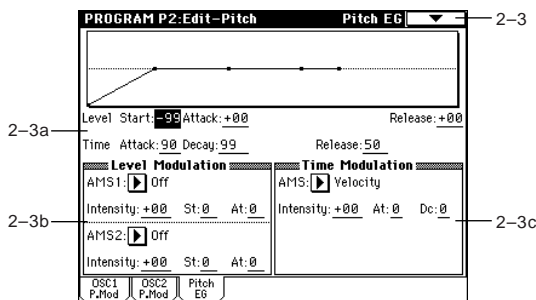 PROGRAM P2:Edit-Pitch Pitch EG
2-3
Level Start:-99 Attack:+00 Release:+00
2-3a
Time Attack:90 Decay:99 Release:50
Level Modulation Time Modulation
AMS1: Off AMS: Velocity
Intensity:+00 St:0 At:0 Intensity:+00 At:0 Dc:0
2-3b 2-3c
AMS2: Off
Intensity:+00 St:0 At:0
OSC1 P.Mod OSC2 P.Mod Pitch EG